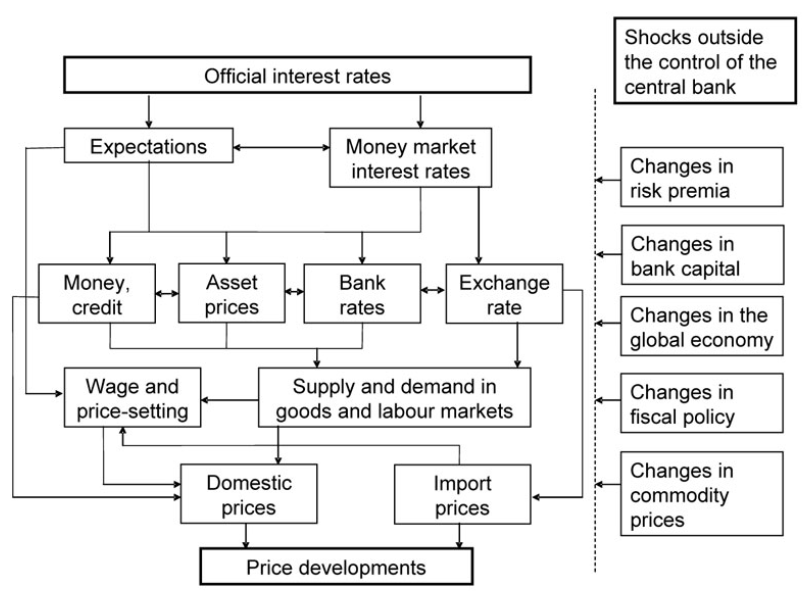 Official interest rates
Shocks outside
the control of the
central bank
Expectations
Money market
interest rates
Changes in
risk premia
Money,
credit
Asset
prices
Bank
rates
Exchange
rate
Changes in
bank capital
Changes in the
global economy
Wage and
price-setting
Supply and demand in
goods and labour markets
Changes in
fiscal policy
Domestic
prices
Import
prices
Changes in
commodity
prices
Price developments